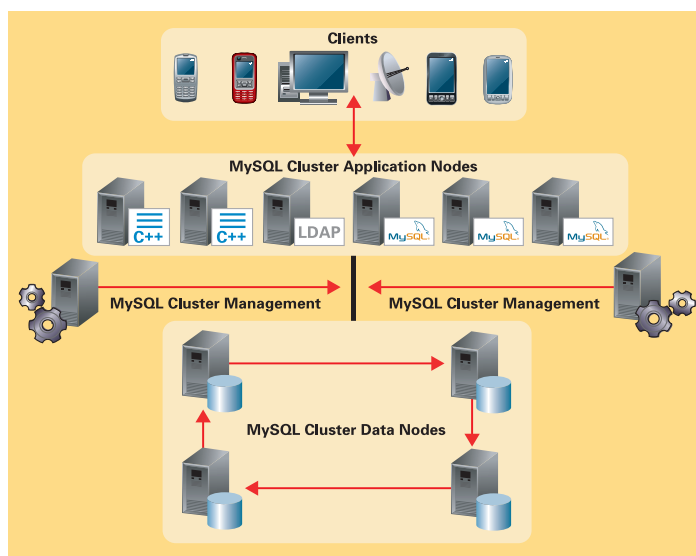 Clients
MySQL Cluster Application Nodes
C++
C++
LDAP
MySQL
MySQL
MySQL
MySQL Cluster Management
MySQL Cluster Management
MySQL Cluster Data Nodes